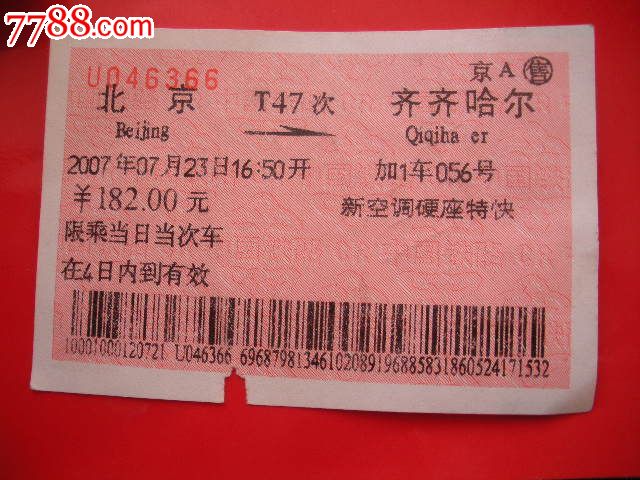 7788.com
U046366
京A 售
北京 T47次 齐齐哈尔
Beijing Qiqiha er
2007年07月23日16:50开 加1车056号
￥182.00元 新空调硬座特快
限乘当日当次车
在4日内到有效
10001000120721 U046366 69687981346102089196885831860524171532